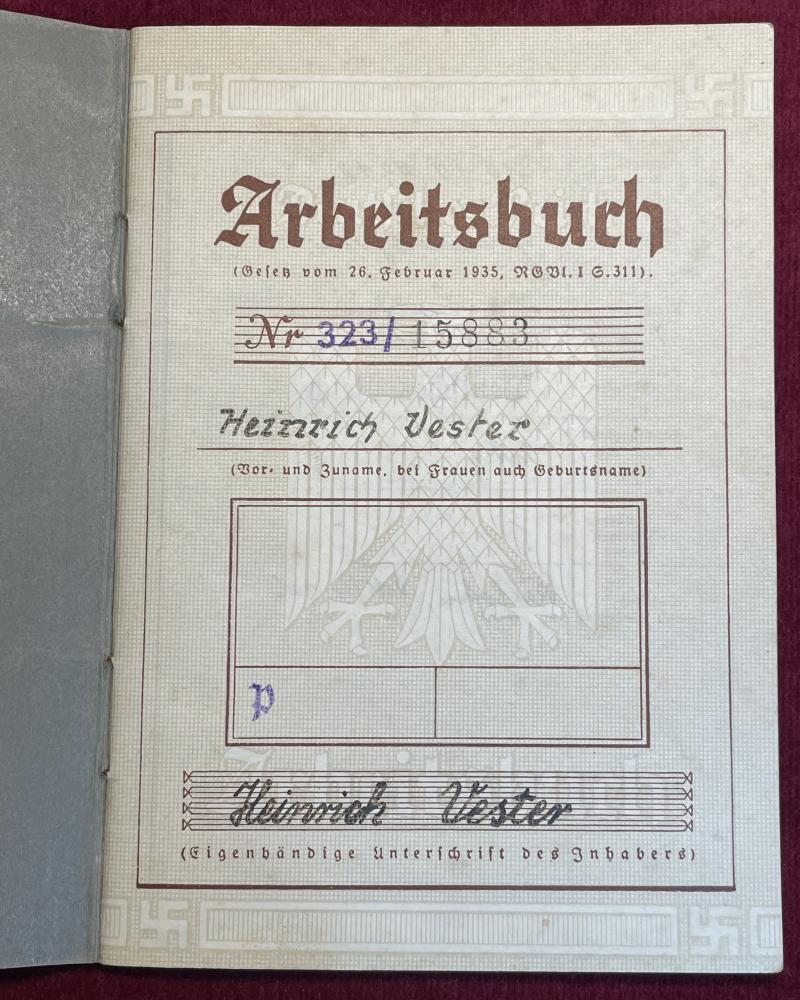 Arbeitsbuch
(Gesetz vom 26. Februar 1935, RGBl. I S. 311).
Nr 323/15883
Heinrich Vester
(Vor- und Zuname, bei Frauen auch Geburtsname)
p
Heinrich Vester
(Eigenhändige Unterschrift des Inhabers)